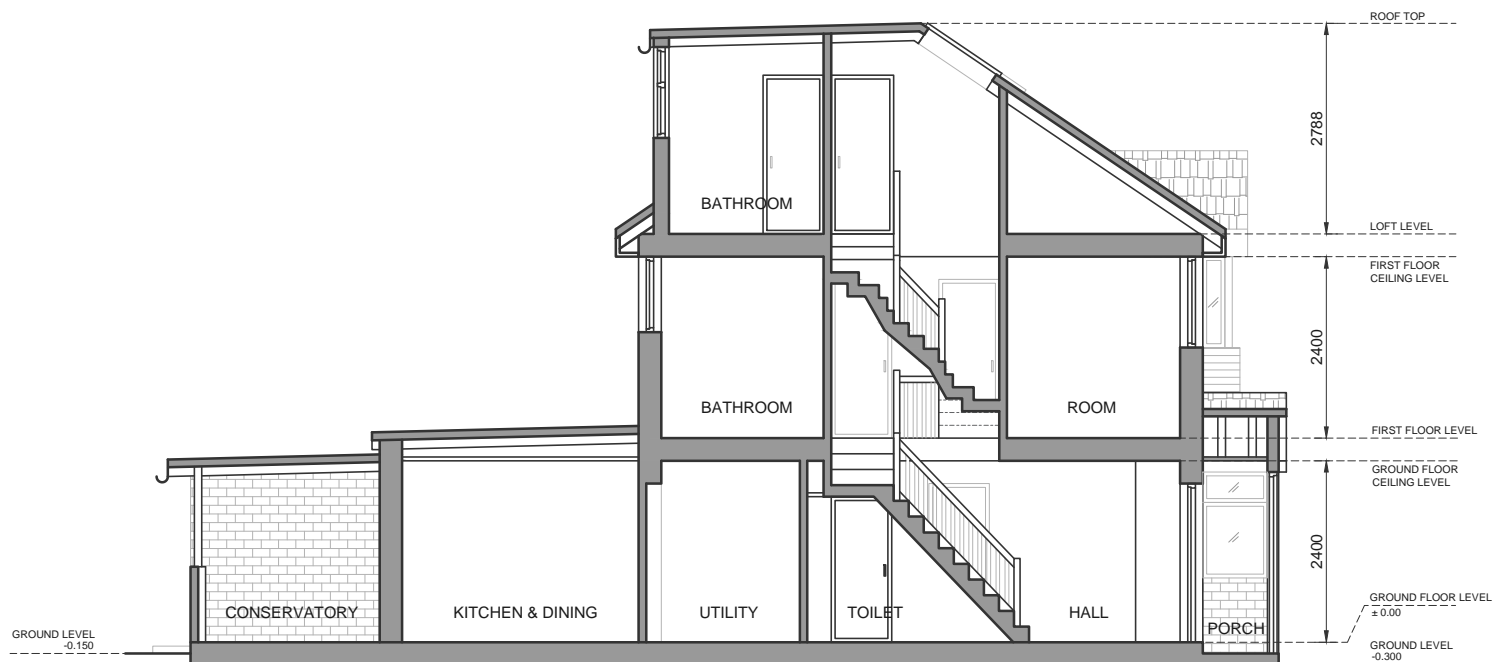 ROOF TOP
2788
BATHROOM
LOFT LEVEL
FIRST FLOOR
CEILING LEVEL
2400
BATHROOM
ROOM
FIRST FLOOR LEVEL
GROUND FLOOR
CEILING LEVEL
2400
CONSERVATORY
KITCHEN & DINING
UTILITY
TOILET
HALL
PORCH
GROUND FLOOR LEVEL
± 0.00
GROUND LEVEL
-0.150
GROUND LEVEL
-0.300